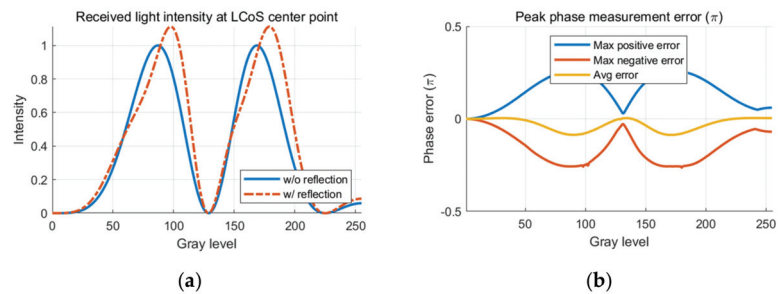 Received light intensity at LCoS center point
Intensity
1
0.8
0.6
0.4
0.2
0
w/o reflection
w/ reflection
0 50 100 150 200 250
Gray level
(a)
Peak phase measurement error (π)
Phase error (π)
0.5
0
-0.5
Max positive error
Max negative error
Avg error
50 100 150 200 250
Gray level
(b)